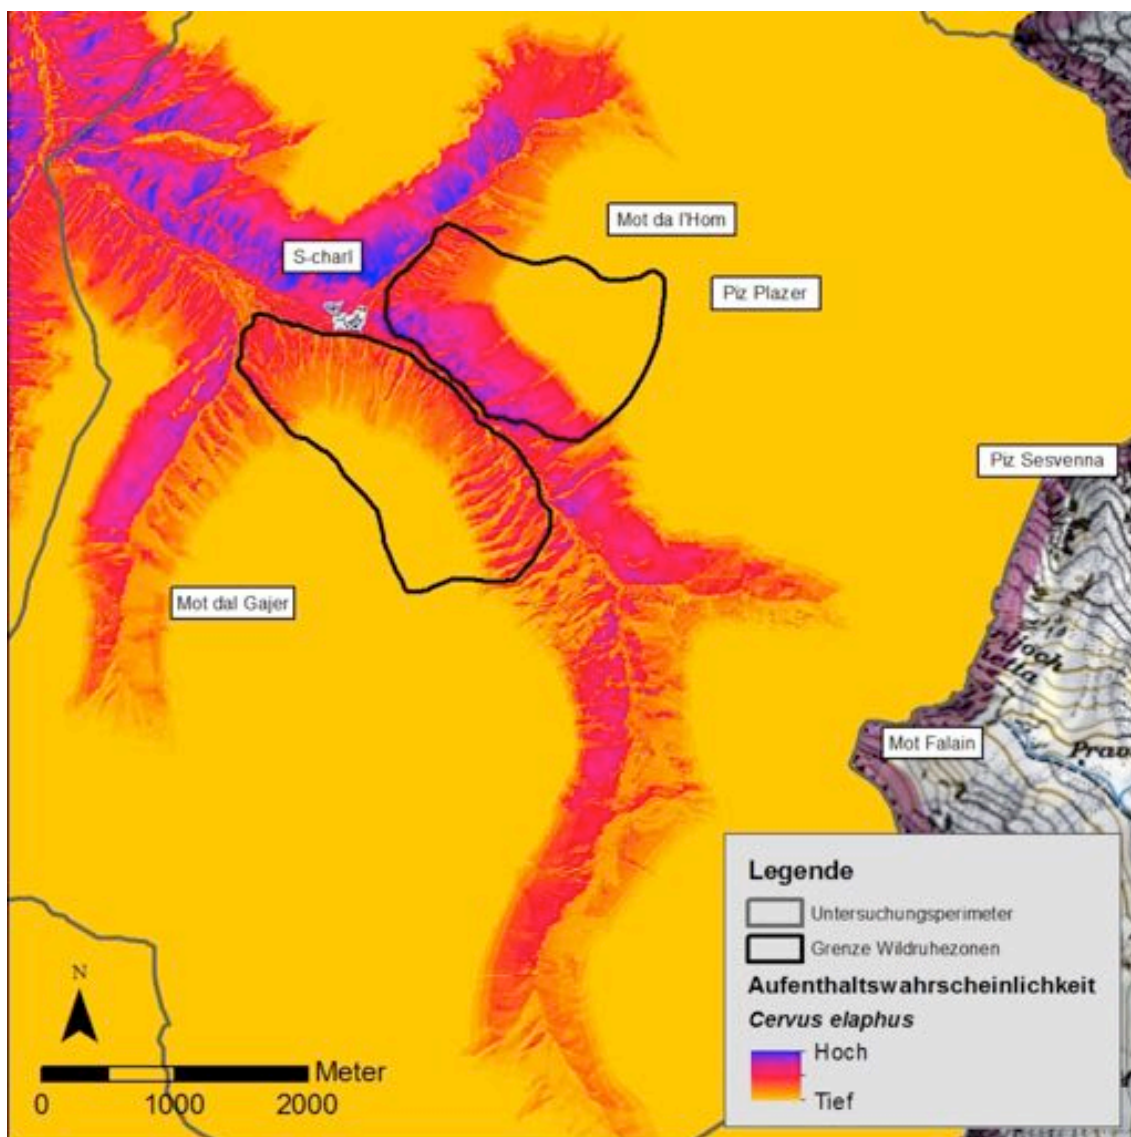 Mot da l'Hom
S-charl
Piz Plazer
Piz Sesvenna
Mot dal Gajer
Mot Falain
Legende
Untersuchungsperimeter
Grenze Wildruhezonen
Aufenthaltswahrscheinlichkeit
Cervus elaphus
Hoch
Tief
N
Meter
0 1000 2000